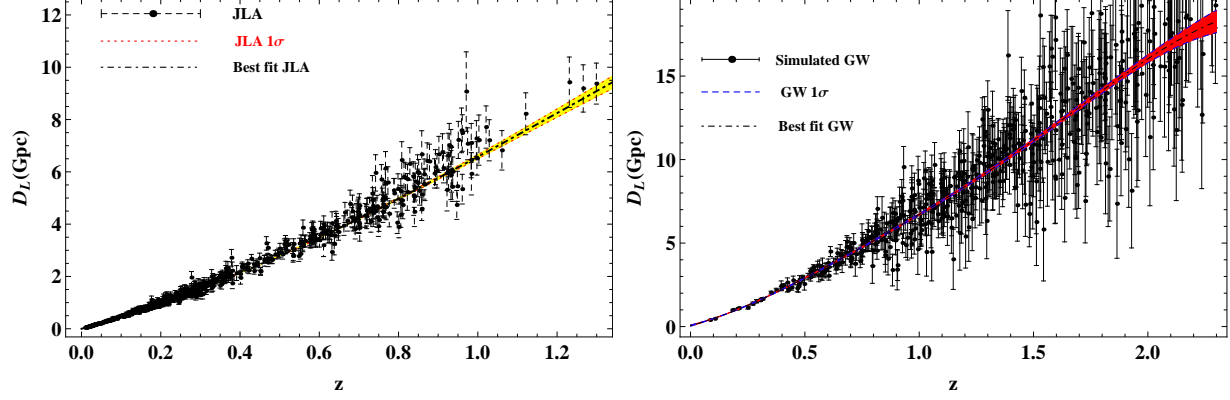 12
10
8
6
4
2
0
D_L(Gpc)
JLA
JLA 1σ
Best fit JLA
0.0 0.2 0.4 0.6 0.8 1.0 1.2
z
15
10
5
0
D_L(Gpc)
Simulated GW
GW 1σ
Best fit GW
0.0 0.5 1.0 1.5 2.0
z